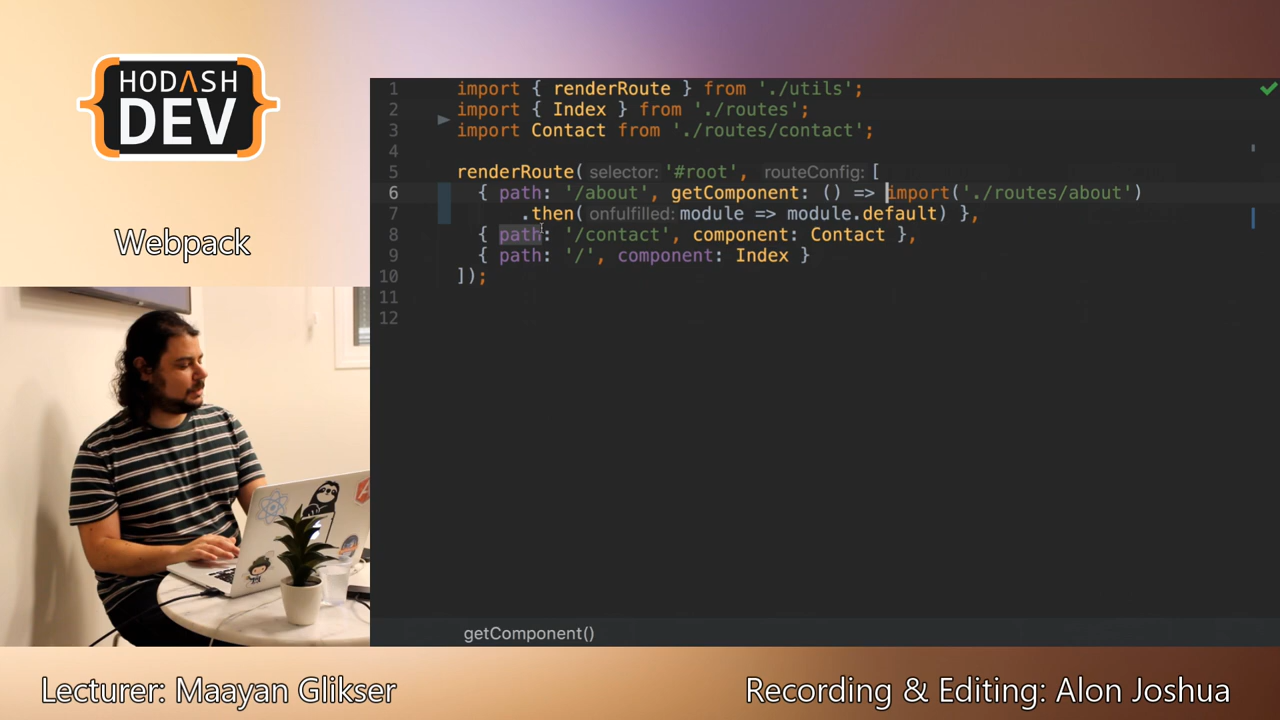 HODASH
DEV
Webpack
1 import { renderRoute } from './utils';
2 import { Index } from './routes';
3 import Contact from './routes/contact';
4
5 renderRoute( selector: '#root', routeConfig: [
6 { path: '/about', getComponent: () => import('./routes/about')
7 .then( onfulfilled: module => module.default) },
8 { path: '/contact', component: Contact },
9 { path: '/', component: Index }
10 ]);
11
12
getComponent()
Lecturer: Maayan Glikser
Recording & Editing: Alon Joshua